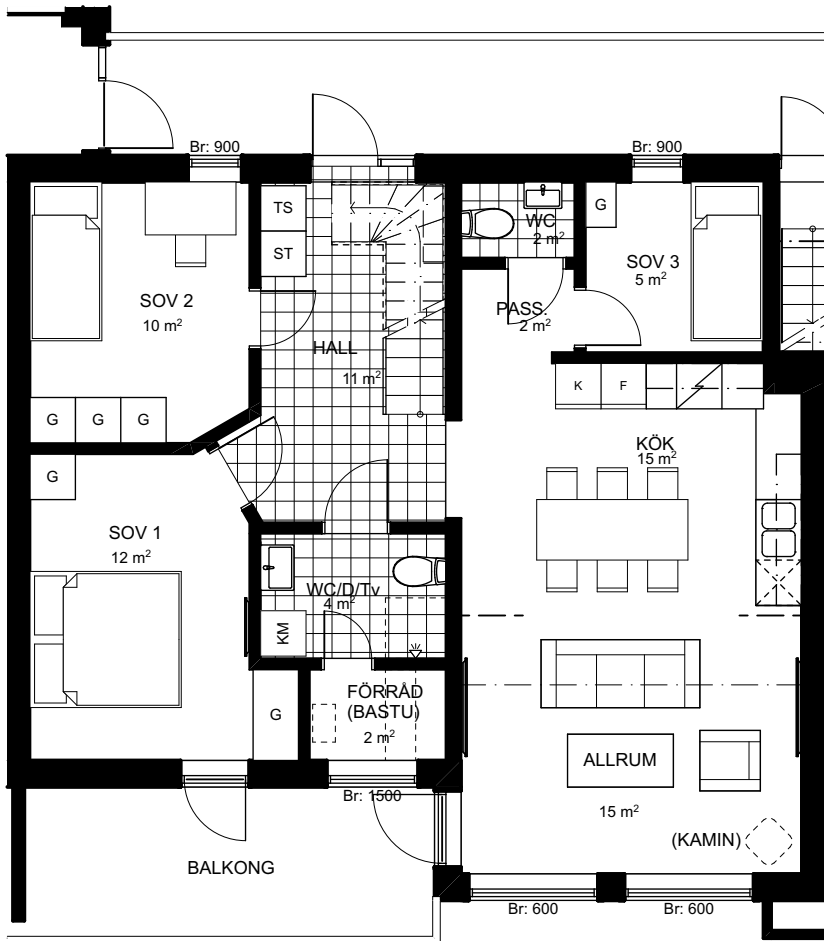 Br: 900
Br: 900
TS
ST
WC
2 m²
G
SOV 3
5 m²
SOV 2
10 m²
PASS.
2 m²
HALL
11 m²
K
F
G
G
G
KÖK
15 m²
G
SOV 1
12 m²
WC/D/Tv
4 m²
KM
FÖRRÅD
(BASTU)
2 m²
G
ALLRUM
15 m²
Br: 1500
(KAMIN)
BALKONG
Br: 600
Br: 600